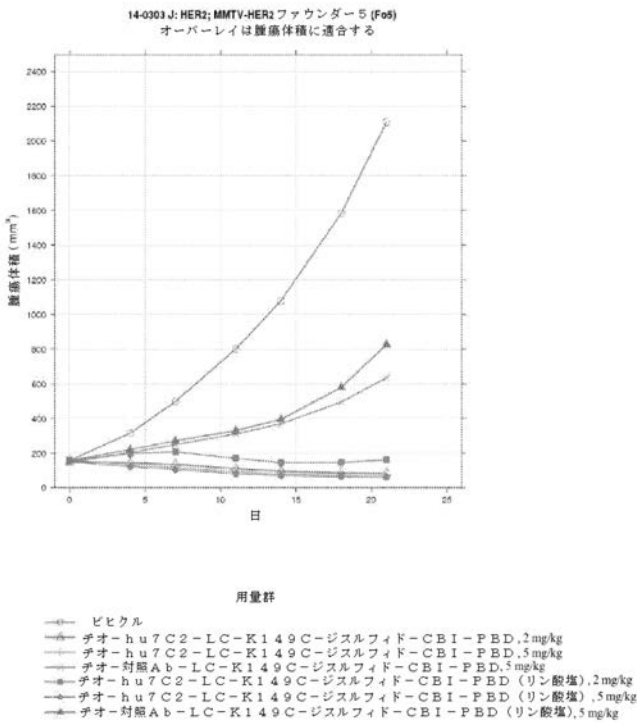 14-0303 J: HER2; MMTV-HER2ファウンダー5 (Fo5)
オーバーレイは腫瘍体積に適合する
2400
2200
2000
1800
1600
1400
1200
1000
800
600
400
200
0
腫瘍体積(mm³)
0 5 10 15 20 25
日
用量群
ビヒクル
チオ-hu7C2-LC-K149C-ジスルフィド-CBI-PBD, 2 mg/kg
チオ-hu7C2-LC-K149C-ジスルフィド-CBI-PBD, 5 mg/kg
チオ-対照Ab-LC-K149C-ジスルフィド-CBI-PBD, 5 mg/kg
チオ-hu7C2-LC-K149C-ジスルフィド-CBI-PBD(リン酸塩), 2 mg/kg
チオ-hu7C2-LC-K149C-ジスルフィド-CBI-PBD(リン酸塩), 5 mg/kg
チオ-対照Ab-LC-K149C-ジスルフィド-CBI-PBD(リン酸塩), 5 mg/kg